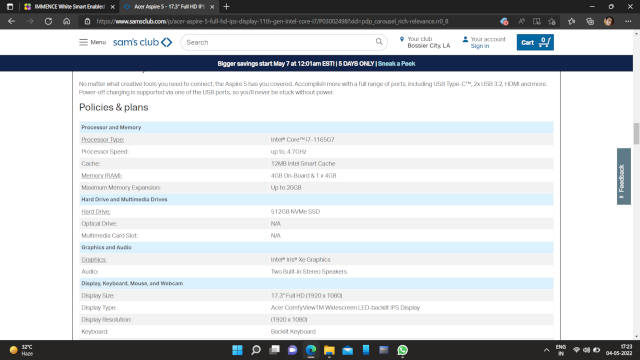 IMMENCE White Smart Enabled
Acer Aspire 5 - 17.3" Full HD IPS
https://www.samsclub.com/p/acer-aspire-5-full-hd-ips-display-11th-gen-intel-core-i7/P03002498?xid=pdp_carousel_rich-relevance.rr0_8
Menu
sam's club
Search
Your club
Bossier City, LA
Your account
Sign in
Cart 0
Bigger savings start May 7 at 12:01am EST! | 5 DAYS ONLY | Sneak a Peek
No matter what creative tools you need to connect, the Aspire 5 has you covered. Accomplish more with a full range of ports, including USB Type-C™, 2x USB 3.2, HDMI and more.
Power-off charging is supported via one of the USB ports, so you'll never be stuck without power.
Policies & plans
Processor and Memory
Processor Type: Intel® Core™ i7-1165G7
Processor Speed: up to, 4.7GHz
Cache: 12MB Intel Smart Cache
Memory (RAM): 4GB On-Board & 1 x 4GB
Maximum Memory Expansion: Up to 20GB
Hard Drive and Multimedia Drives
Hard Drive: 512GB NVMe SSD
Optical Drive: N/A
Multimedia Card Slot: N/A
Graphics and Audio
Graphics: Intel® Iris® Xe Graphics
Audio: Two Built-in Stereo Speakers
Display, Keyboard, Mouse, and Webcam
Display Size: 17.3" Full HD (1920 x 1080)
Display Type: Acer ComfyView™ Widescreen LED-backlit IPS Display
Display Resolution: (1920 x 1080)
Keyboard: Backlit Keyboard
Feedback
32°C
Haze
ENG
IN
17:23
04-05-2022